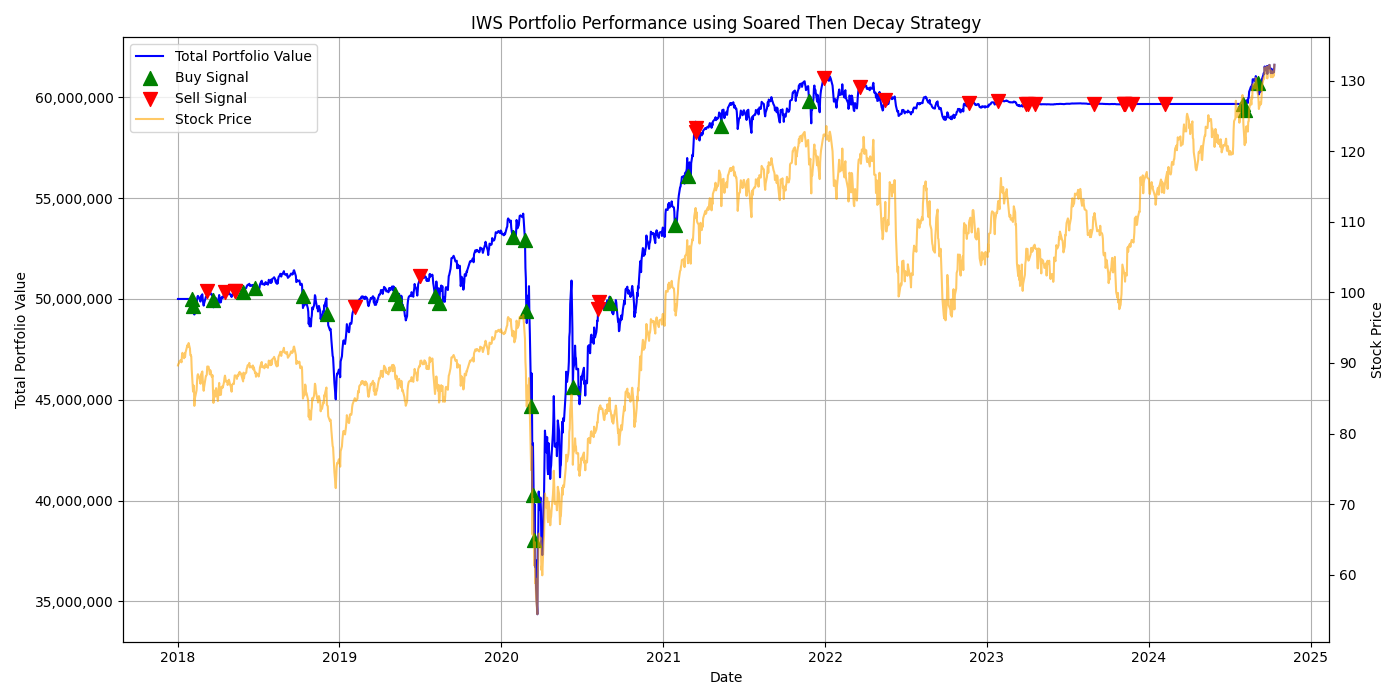 IWS Portfolio Performance using Soared Then Decay Strategy
Total Portfolio Value
Buy Signal
Sell Signal
Stock Price
60,000,000
55,000,000
50,000,000
45,000,000
40,000,000
35,000,000
Total Portfolio Value
130
120
110
100
90
80
70
60
Stock Price
2018 2019 2020 2021 2022 2023 2024 2025
Date